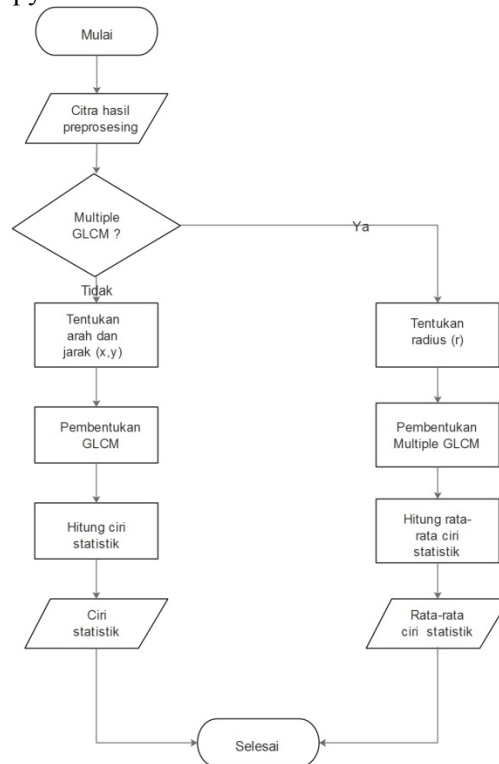 py
Mulai
Citra hasil
preprosesing
Multiple
GLCM ?
Ya
Tidak
Tentukan
arah dan
jarak (x,y)
Pembentukan
GLCM
Hitung ciri
statistik
Ciri
statistik
Tentukan
radius (r)
Pembentukan
Multiple GLCM
Hitung rata-
rata ciri
statistik
Rata-rata
ciri statistik
Selesai